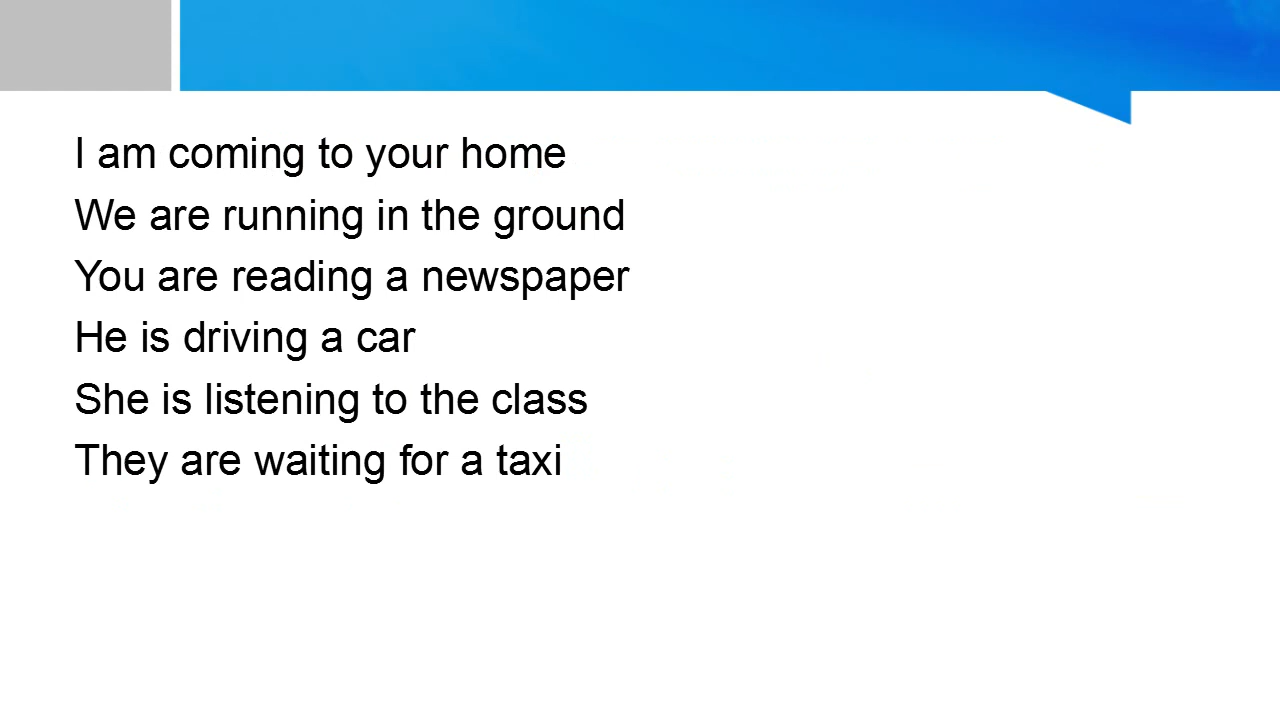 I am coming to your home
We are running in the ground
You are reading a newspaper
He is driving a car
She is listening to the class
They are waiting for a taxi